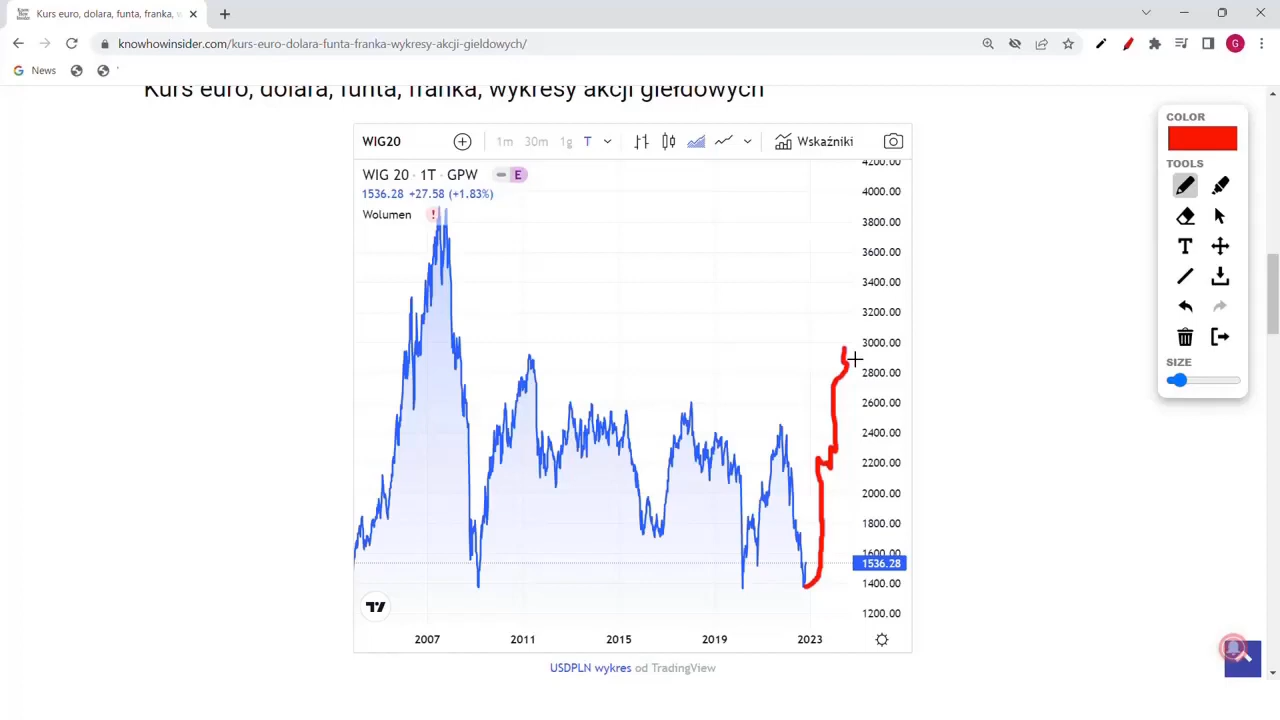 Kurs euro, dolara, funta, franka, w
knowhowinsider.com/kurs-euro-dolara-funta-franka-wykresy-akcji-gieldowych/
G
News
Kurs euro, dolara, funta, franka, wykresy akcji giełdowych
WIG20
1m 30m 1g T
Wskaźniki
WIG 20 · 1T · GPW
E
1536.28 +27.58 (+1.83%)
Wolumen !
4200.00
4000.00
3800.00
3600.00
3400.00
3200.00
3000.00
2800.00
2600.00
2400.00
2200.00
2000.00
1800.00
1600.00
1536.28
1400.00
1200.00
2007 2011 2015 2019 2023
USDPLN wykres od TradingView
COLOR
TOOLS
T
SIZE